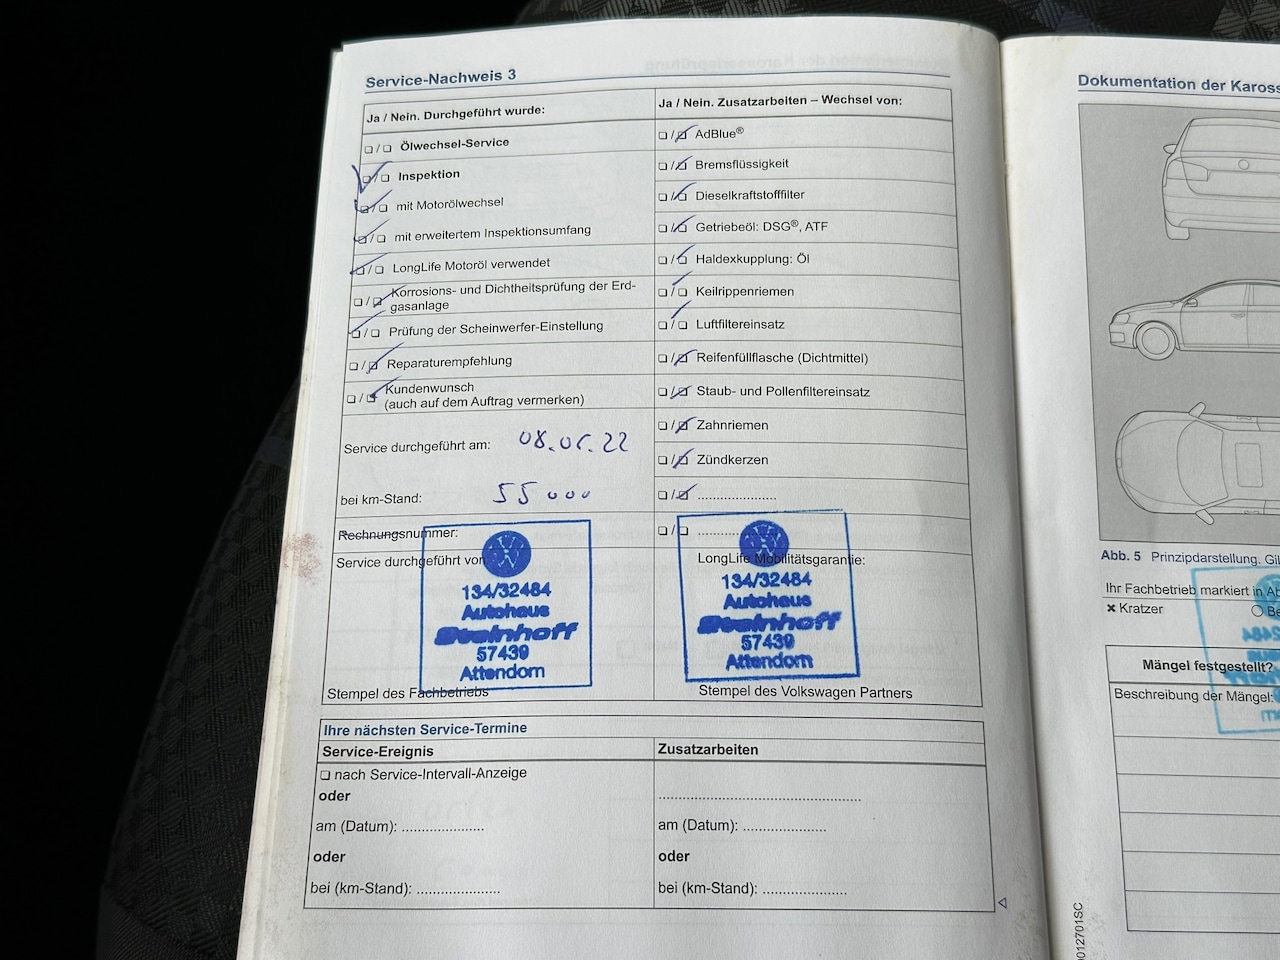 Service-Nachweis 3
Ja / Nein. Durchgeführt wurde:
Ja / Nein. Zusatzarbeiten – Wechsel von:
❏ / ❏ Ölwechsel-Service
❏ / ❏ Inspektion
❏ / ❏ mit Motorölwechsel
❏ / ❏ mit erweitertem Inspektionsumfang
❏ / ❏ LongLife Motoröl verwendet
❏ / ❏ Korrosions- und Dichtheitsprüfung der Erd-
gasanlage
❏ / ❏ Prüfung der Scheinwerfer-Einstellung
❏ / ❏ Reparaturempfehlung
❏ / ❏ Kundenwunsch
(auch auf dem Auftrag vermerken)
❏ / ❏ AdBlue®
❏ / ❏ Bremsflüssigkeit
❏ / ❏ Dieselkraftstofffilter
❏ / ❏ Getriebeöl: DSG®, ATF
❏ / ❏ Haldexkupplung: Öl
❏ / ❏ Keilrippenriemen
❏ / ❏ Luftfiltereinsatz
❏ / ❏ Reifenfüllflasche (Dichtmittel)
❏ / ❏ Staub- und Pollenfiltereinsatz
❏ / ❏ Zahnriemen
❏ / ❏ Zündkerzen
❏ / ❏ ....................
❏ / ❏ ..........
Service durchgeführt am:
bei km-Stand: 55000
Rechnungsnummer:
Service durchgeführt von
134/32484
Autohaus
Steinhoff
57439
Attendorn
Stempel des Fachbetriebs
LongLife Mobilitätsgarantie:
134/32484
Autohaus
Steinhoff
57439
Attendorn
Stempel des Volkswagen Partners
Ihre nächsten Service-Termine
Service-Ereignis
Zusatzarbeiten
❏ nach Service-Intervall-Anzeige
oder
am (Datum): .....................
oder
bei (km-Stand): .....................
..................................................
am (Datum): .....................
oder
bei (km-Stand): .....................
Dokumentation der Kaross
Abb. 5 Prinzipdarstellung. Gil
Ihr Fachbetrieb markiert in Ab
✖ Kratzer
○ Be
Mängel festgestellt?
Beschreibung der Mängel:
012701SC